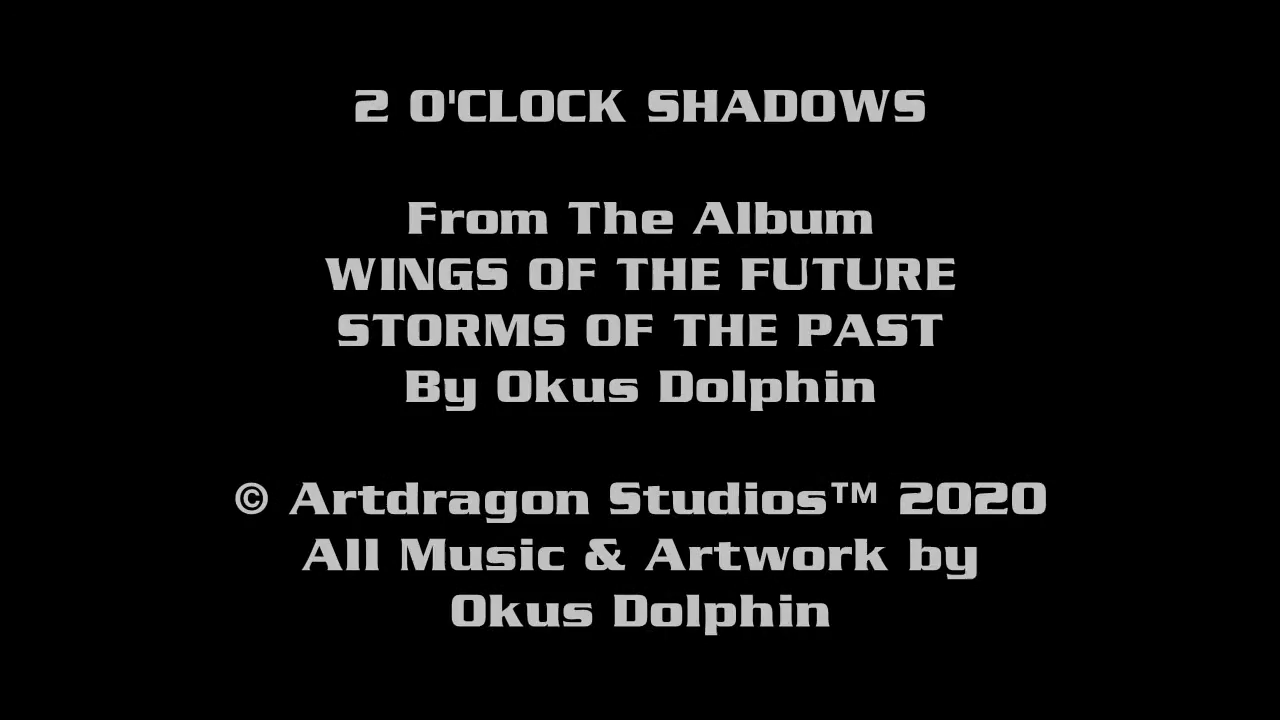 2 O'CLOCK SHADOWS
From The Album
WINGS OF THE FUTURE
STORMS OF THE PAST
By Okus Dolphin
© Artdragon Studios™ 2020
All Music & Artwork by
Okus Dolphin